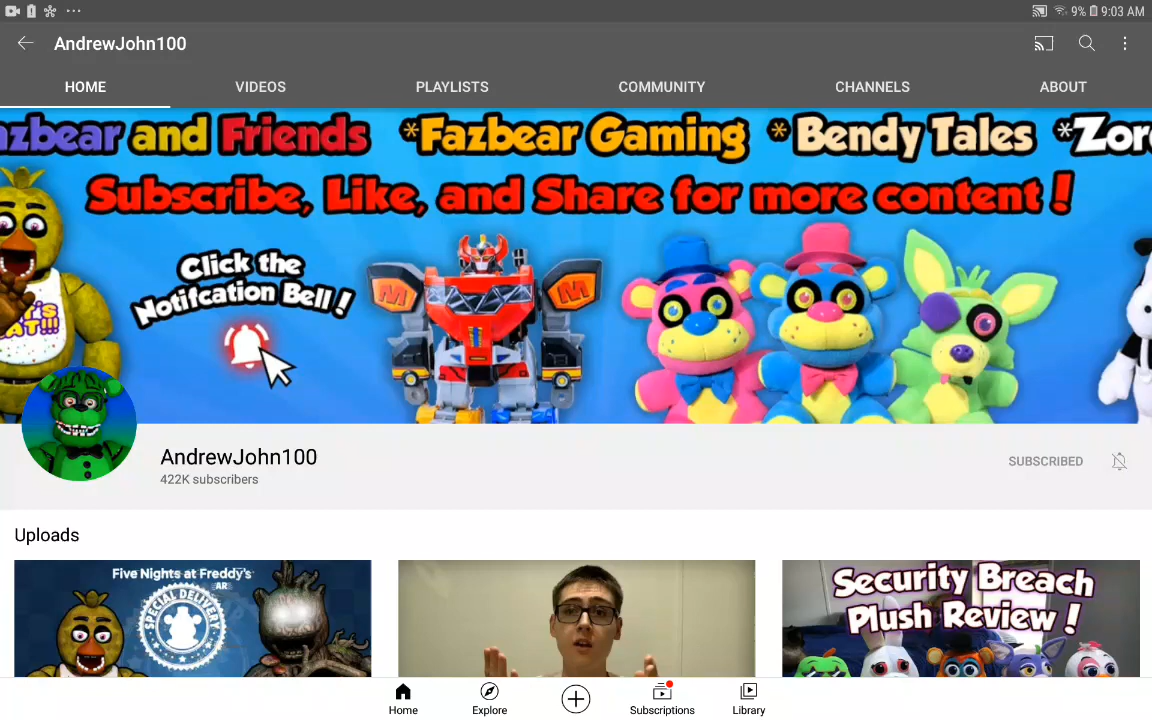 9% 9:03 AM
AndrewJohn100
HOME VIDEOS PLAYLISTS COMMUNITY CHANNELS ABOUT
azbear and Friends *Fazbear Gaming *Bendy Tales *Zor
Subscribe, Like, and Share for more content!
Click the
Notifcation Bell!
M M
AndrewJohn100
422K subscribers
SUBSCRIBED
Uploads
Five Nights at Freddy's
AR
SPECIAL DELIVERY
Security Breach
Plush Review!
Home Explore Subscriptions Library